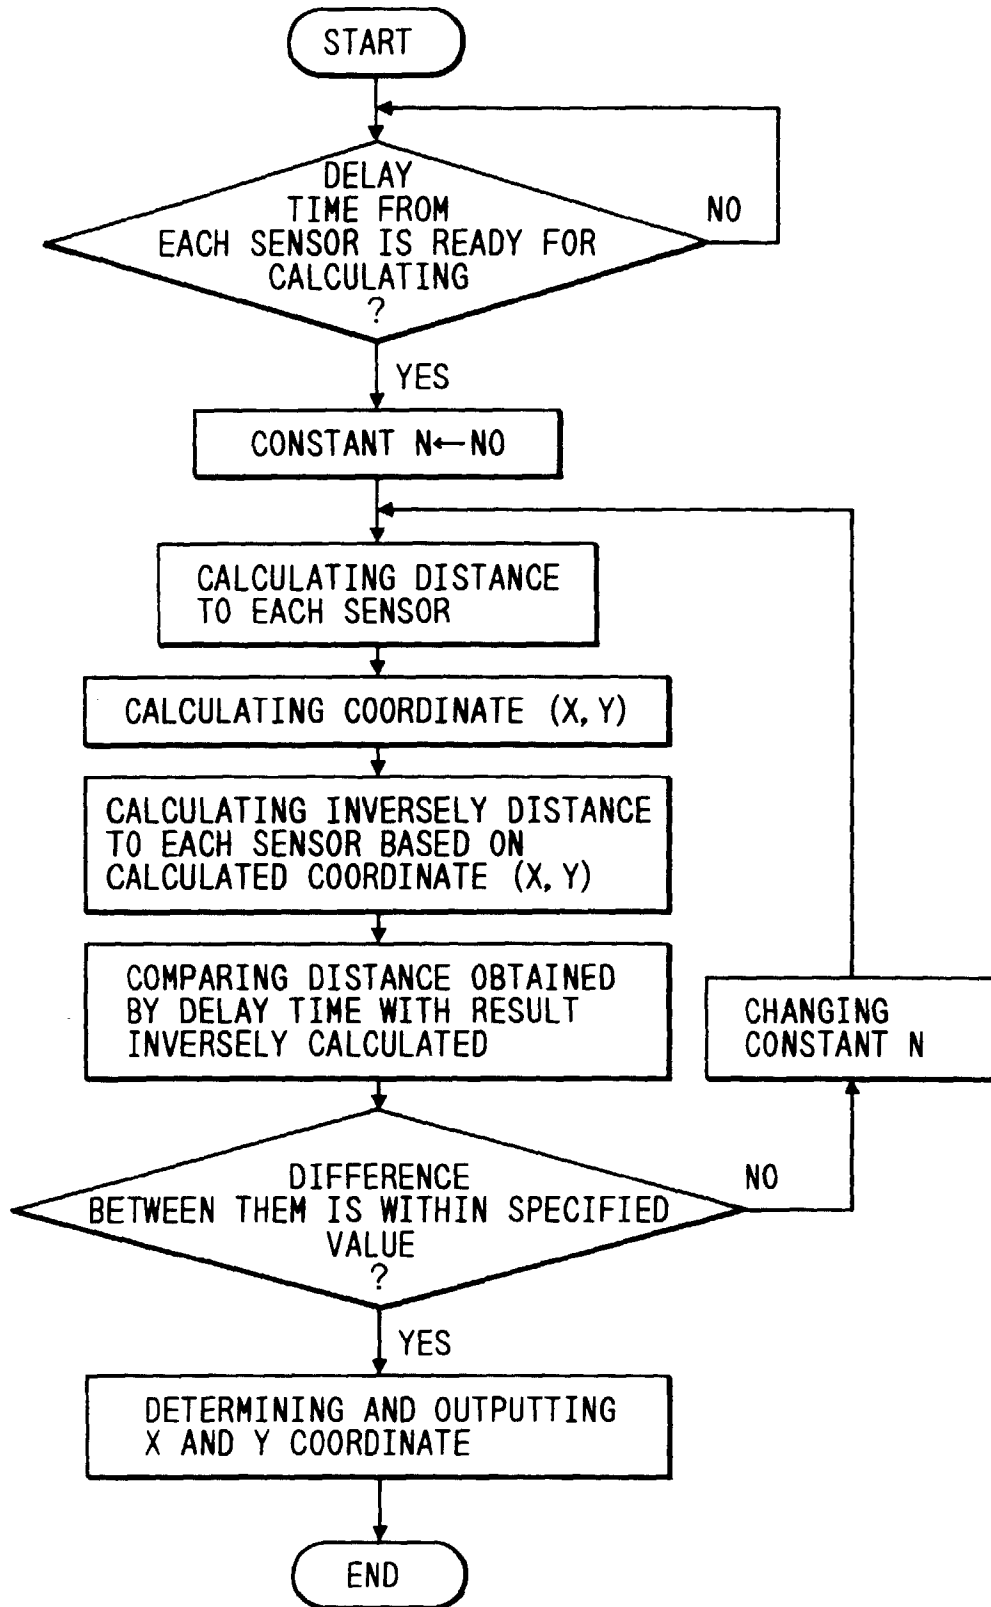 START
DELAY
TIME FROM
EACH SENSOR IS READY FOR
CALCULATING
?
NO
YES
CONSTANT N←NO
CALCULATING DISTANCE
TO EACH SENSOR
CALCULATING COORDINATE (X, Y)
CALCULATING INVERSELY DISTANCE
TO EACH SENSOR BASED ON
CALCULATED COORDINATE (X, Y)
COMPARING DISTANCE OBTAINED
BY DELAY TIME WITH RESULT
INVERSELY CALCULATED
CHANGING
CONSTANT N
DIFFERENCE
BETWEEN THEM IS WITHIN SPECIFIED
VALUE
?
NO
YES
DETERMINING AND OUTPUTTING
X AND Y COORDINATE
END